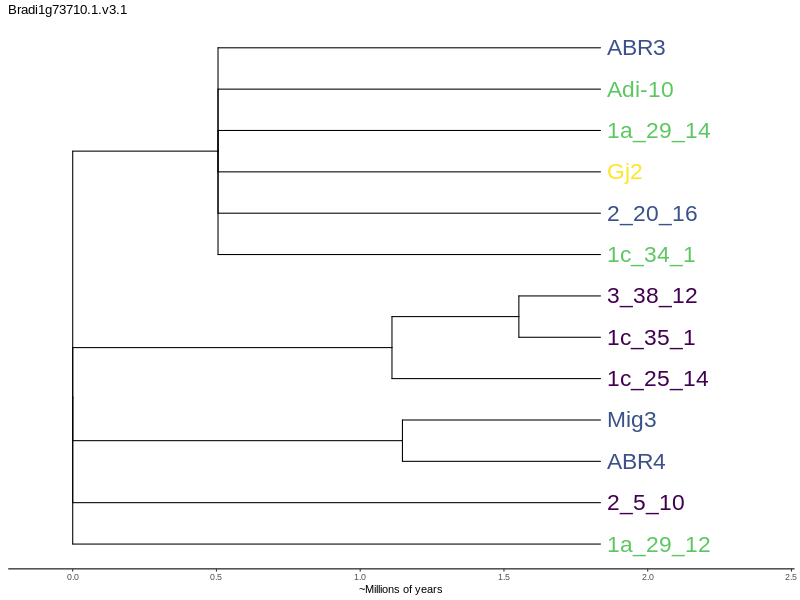 Bradi1g73710.1.v3.1
ABR3
Adi-10
1a_29_14
Gj2
2_20_16
1c_34_1
3_38_12
1c_35_1
1c_25_14
Mig3
ABR4
2_5_10
1a_29_12
0.0 0.5 1.0 1.5 2.0 2.5
~Millions of years